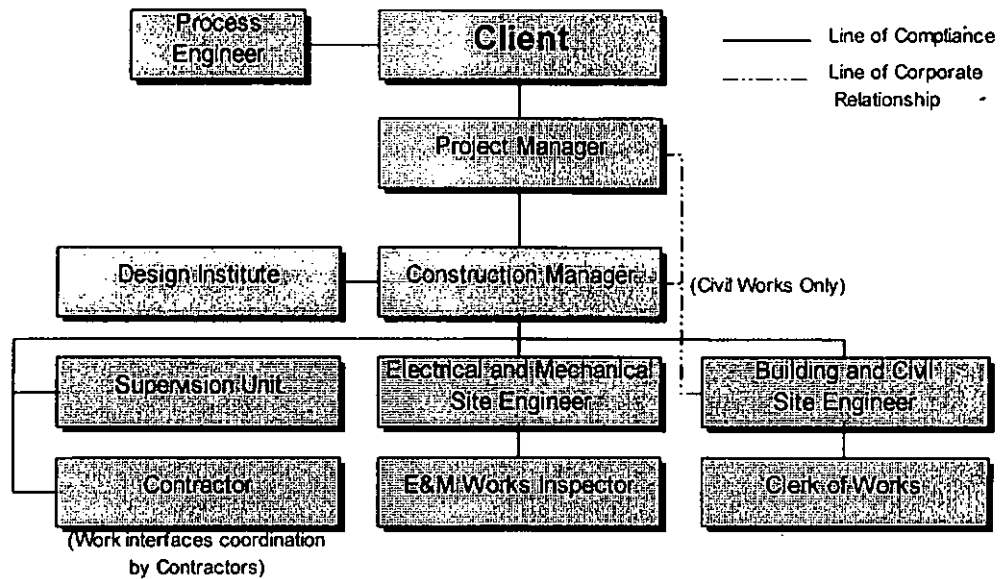 Process
Engineer
Client
Line of Compliance
Line of Corporate
Relationship
Project Manager
Design Institute
Construction Manager
(Civil Works Only)
Supervision Unit
Electrical and Mechanical
Site Engineer
Building and Civil
Site Engineer
Contractor
E&M Works Inspector
Clerk of Works
(Work interfaces coordination
by Contractors)